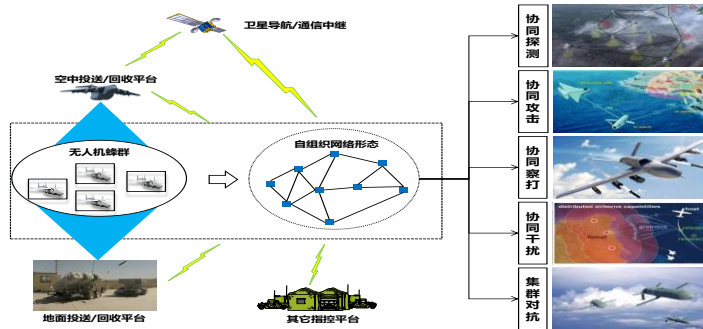 卫星导航/通信中继
空中投送/回收平台
无人机蜂群
自组织网络形态
地面投送/回收平台
其它指控平台
协同探测
协同攻击
协同察打
协同干扰
distributed airborne capabilities
集群对抗